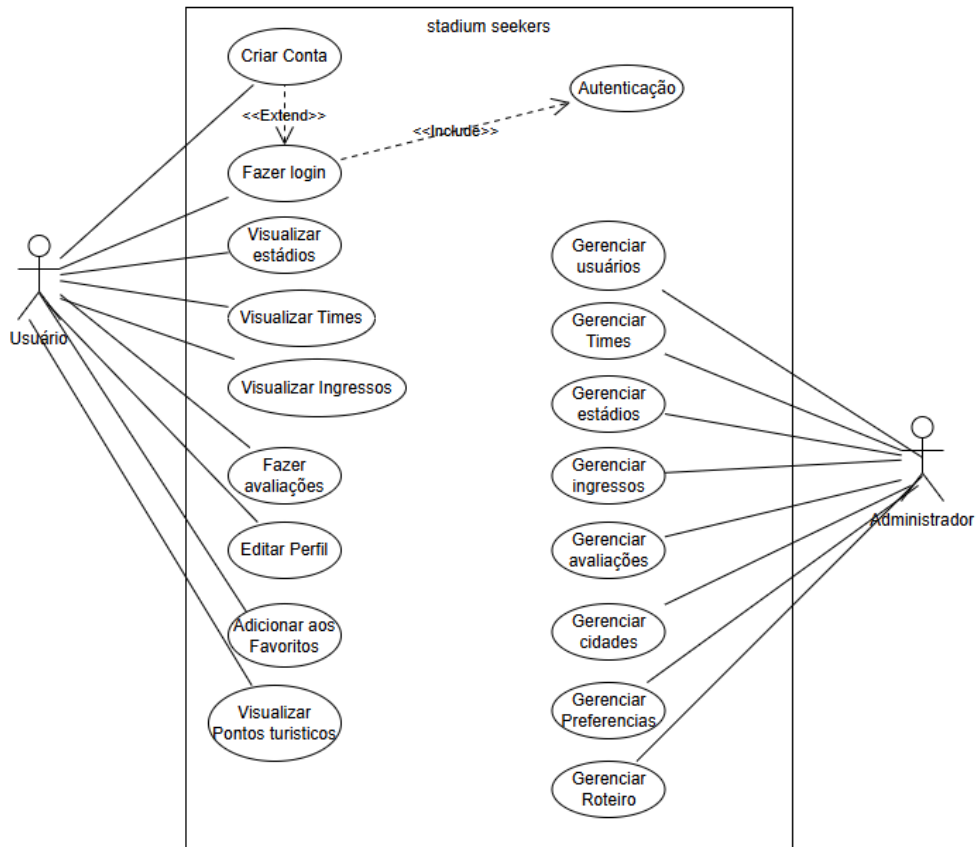 stadium seekers
Criar Conta
Autenticação
<<Extend>>
<<Include>>
Fazer login
Visualizar
estádios
Gerenciar
usuários
Usuário
Visualizar Times
Gerenciar
Times
Visualizar Ingressos
Gerenciar
estádios
Fazer
avaliações
Gerenciar
ingressos
Administrador
Editar Perfil
Gerenciar
avaliações
Adicionar aos
Favoritos
Gerenciar
cidades
Visualizar
Pontos turisticos
Gerenciar
Preferencias
Gerenciar
Roteiro